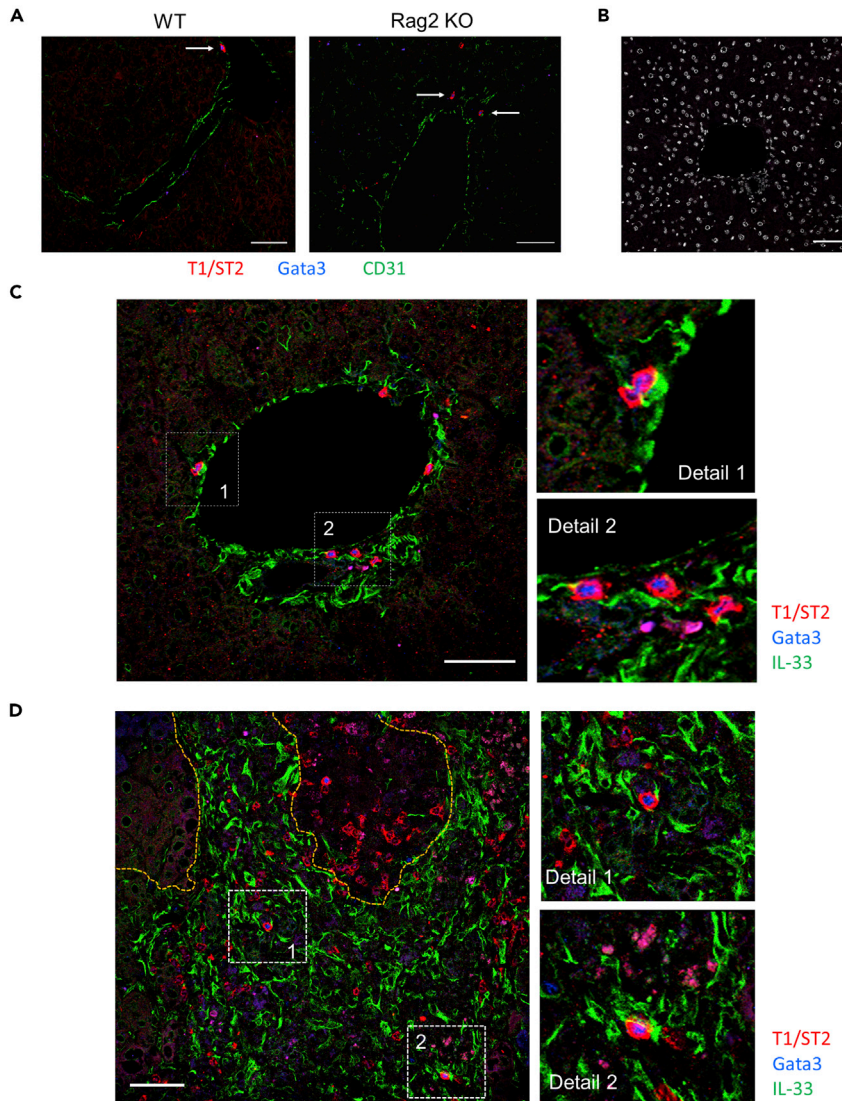 A
WT
Rag2 KO
B
T1/ST2 Gata3 CD31
C
1
2
Detail 1
Detail 2
T1/ST2
Gata3
IL-33
D
1
2
Detail 1
Detail 2
T1/ST2
Gata3
IL-33